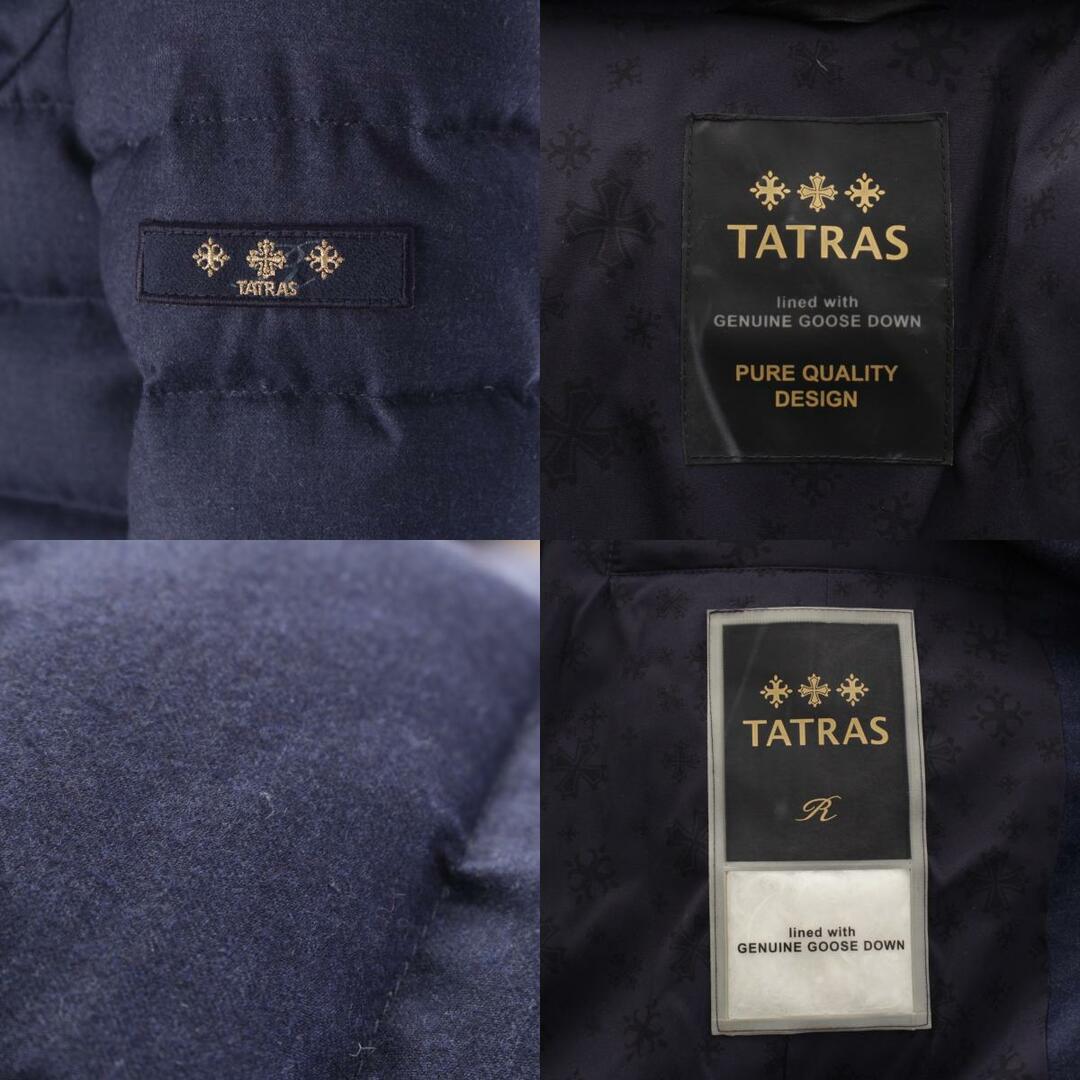 TATRAS
TATRAS
lined with
GENUINE GOOSE DOWN
PURE QUALITY
DESIGN
TATRAS
R
lined with
GENUINE GOOSE DOWN